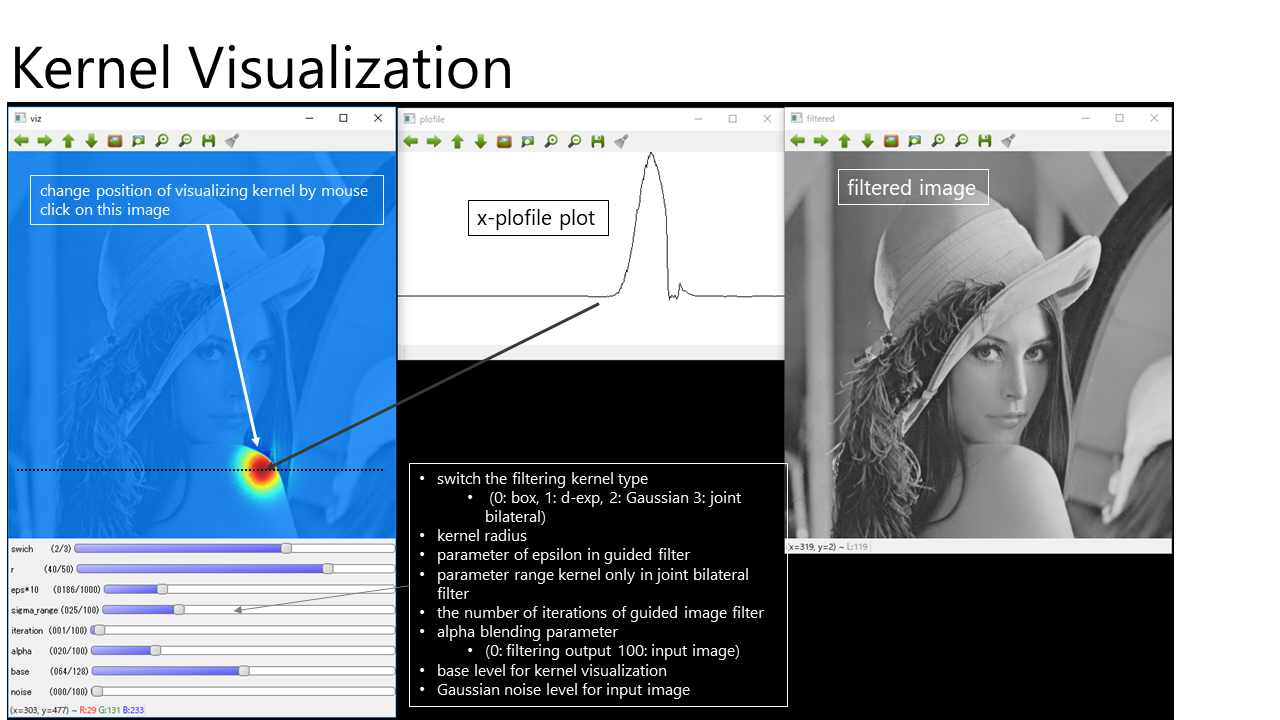 Kernel Visualization
viz
plofile
filtered
change position of visualizing kernel by mouse
click on this image
x-plofile plot
filtered image
swich (2/3)
r (40/50)
eps*10 (0186/1000)
sigma_range (025/100)
iteration (001/100)
alpha (020/100)
base (064/128)
noise (000/100)
(x=303, y=477) ~ R:29 G:131 B:233
• switch the filtering kernel type
• (0: box, 1: d-exp, 2: Gaussian 3: joint
bilateral)
• kernel radius
• parameter of epsilon in guided filter
• parameter range kernel only in joint bilateral
filter
• the number of iterations of guided image filter
• alpha blending parameter
• (0: filtering output 100: input image)
• base level for kernel visualization
• Gaussian noise level for input image
(x=319, y=2) ~ L:119